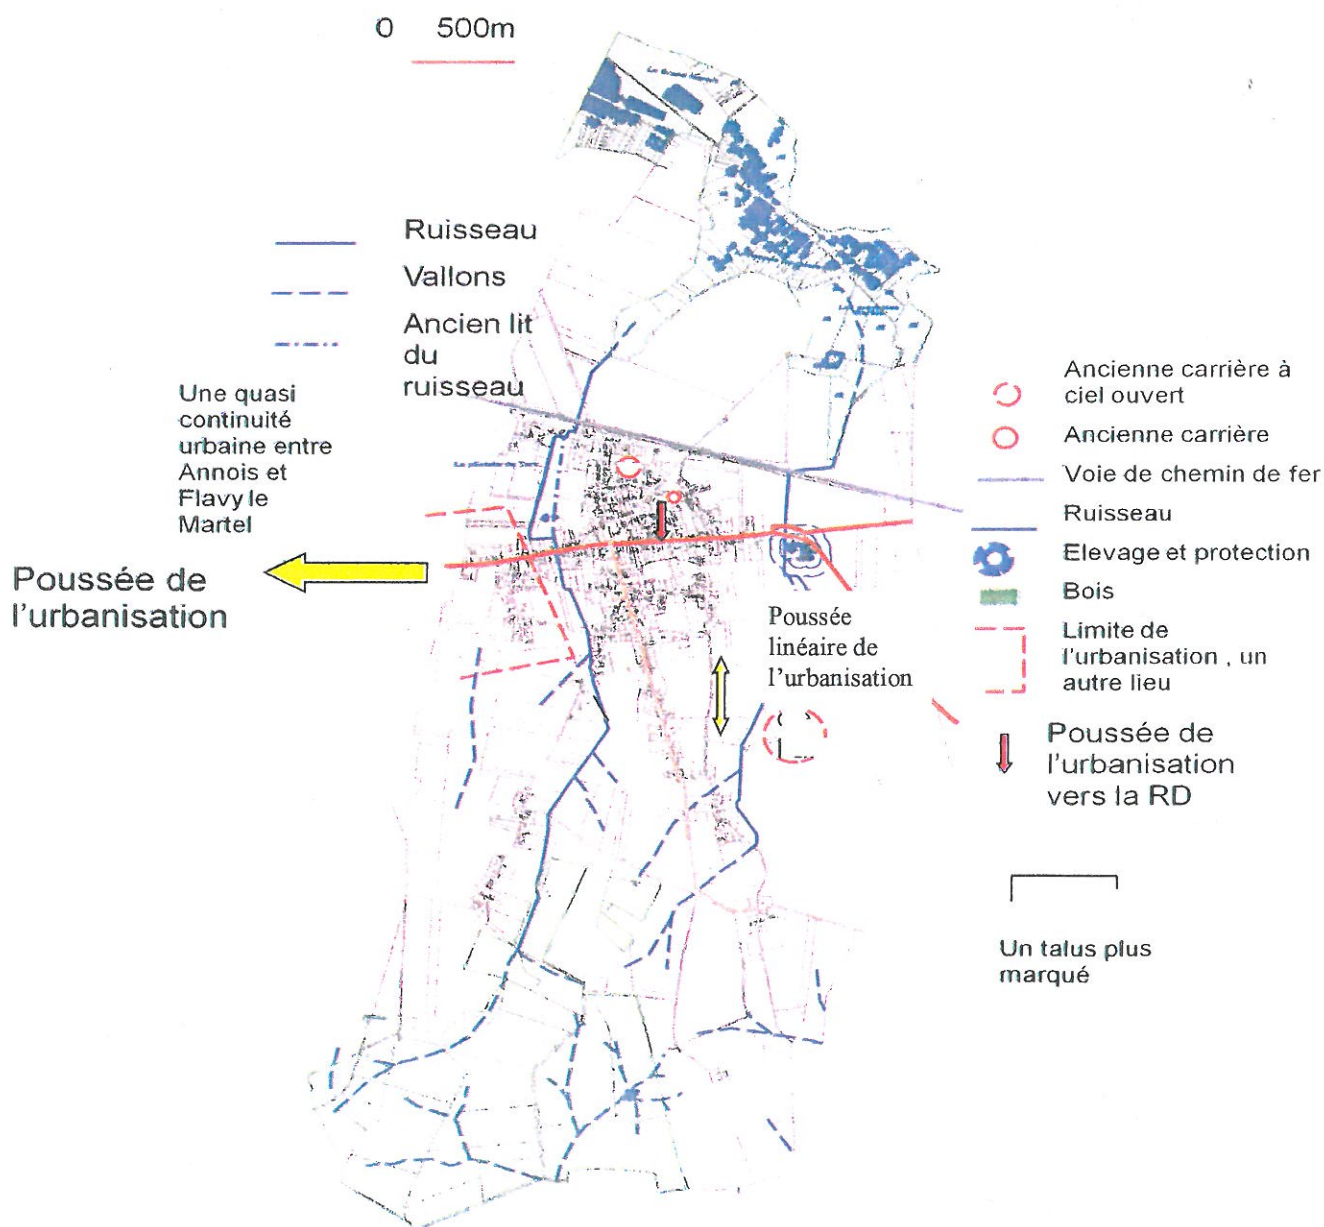 0 500m
Ruisseau
Vallons
Ancien lit
du
ruisseau
Une quasi
continuité
urbaine entre
Annois et
Flavy le
Martel
Poussée de
l'urbanisation
Poussée
linéaire de
l'urbanisation
Ancienne carrière à
ciel ouvert
Ancienne carrière
Voie de chemin de fer
Ruisseau
Elevage et protection
Bois
Limite de
l'urbanisation , un
autre lieu
Poussée de
l'urbanisation
vers la RD
Un talus plus
marqué